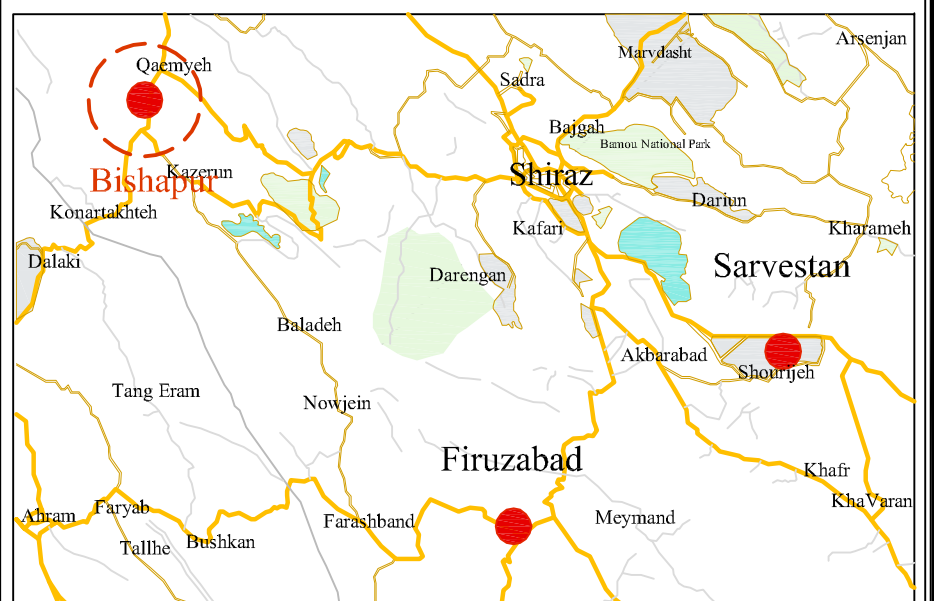 Arsenjan
Marvdasht
Qaemyeh
Sadra
Bajgah
Bamou National Park
Kazerun
Shiraz
Bishapur
Dariun
Konartakhteh
Kafari
Kharameh
Dalaki
Sarvestan
Darengan
Baladeh
Akbarabad
Shourijeh
Tang Eram
Nowjein
Firuzabad
Khafr
KhaVaran
Faryab
Ahram
Farashband
Meymand
Bushkan
Tallhe